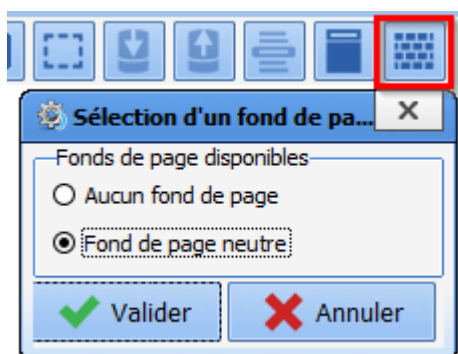 Sélection d'un fond de pa...
Fonds de page disponibles
Aucun fond de page
Fond de page neutre
Valider
Annuler